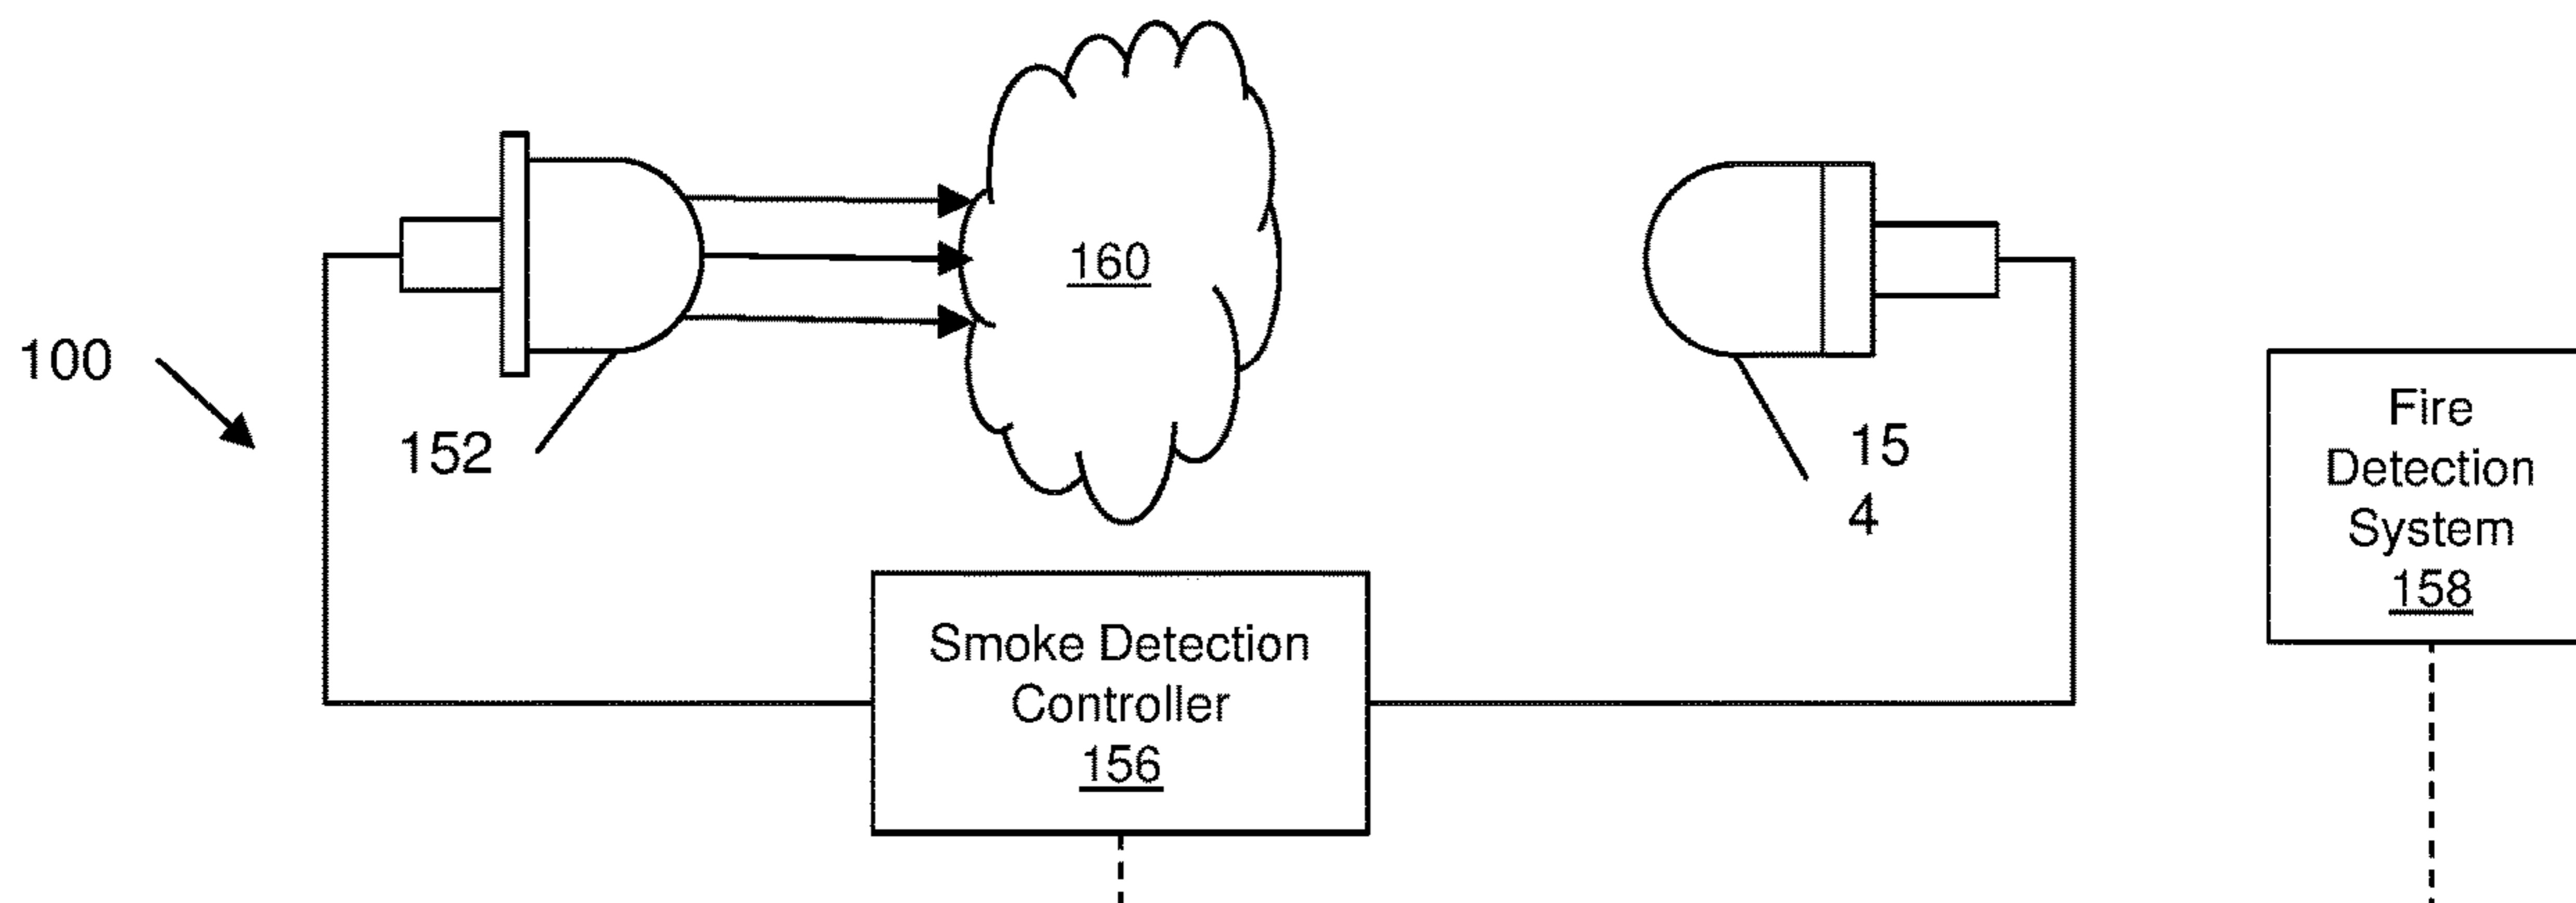 160
100
152
15
4
Fire
Detection
System
158
Smoke Detection
Controller
156